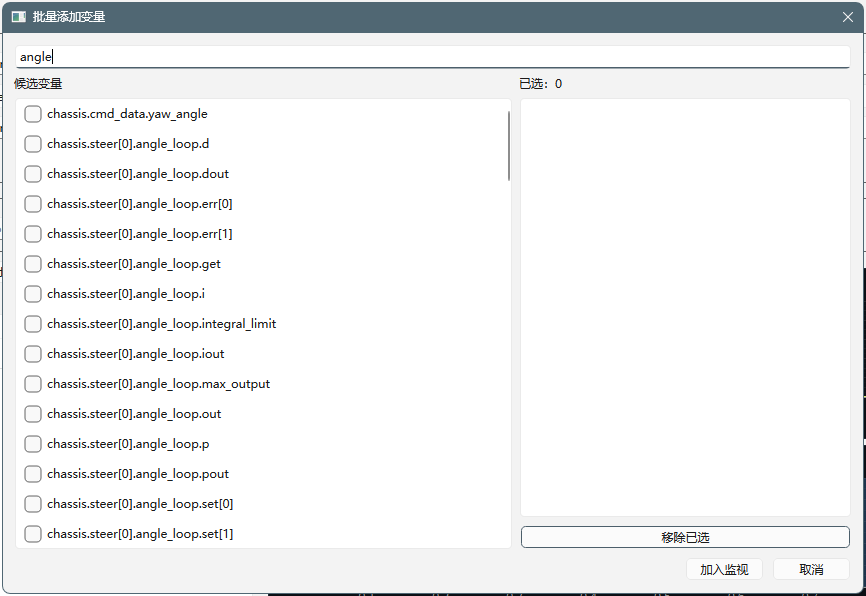 批量添加变量
angle
候选变量
已选：0
chassis.cmd_data.yaw_angle
chassis.steer[0].angle_loop.d
chassis.steer[0].angle_loop.dout
chassis.steer[0].angle_loop.err[0]
chassis.steer[0].angle_loop.err[1]
chassis.steer[0].angle_loop.get
chassis.steer[0].angle_loop.i
chassis.steer[0].angle_loop.integral_limit
chassis.steer[0].angle_loop.iout
chassis.steer[0].angle_loop.max_output
chassis.steer[0].angle_loop.out
chassis.steer[0].angle_loop.p
chassis.steer[0].angle_loop.pout
chassis.steer[0].angle_loop.set[0]
chassis.steer[0].angle_loop.set[1]
移除已选
加入监视
取消